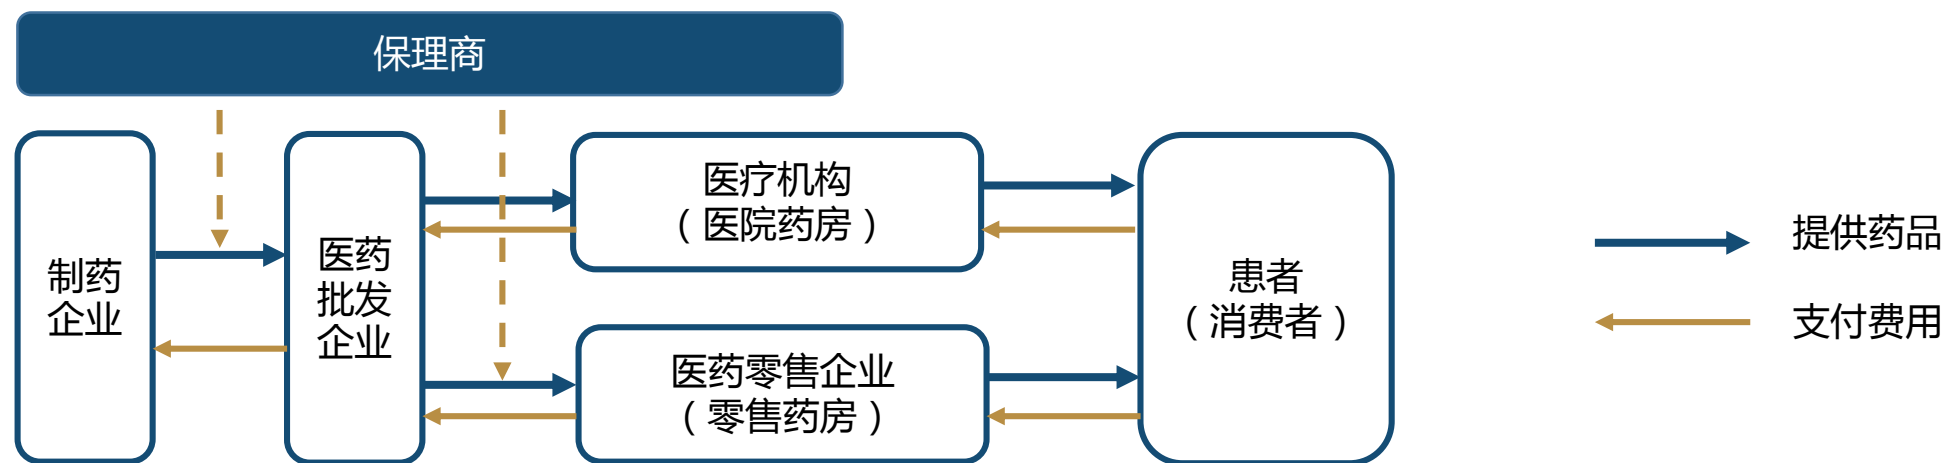 保理商
制药
企业
医药
批发
企业
医疗机构
（医院药房）
医药零售企业
（零售药房）
患者
（消费者）
提供药品
支付费用